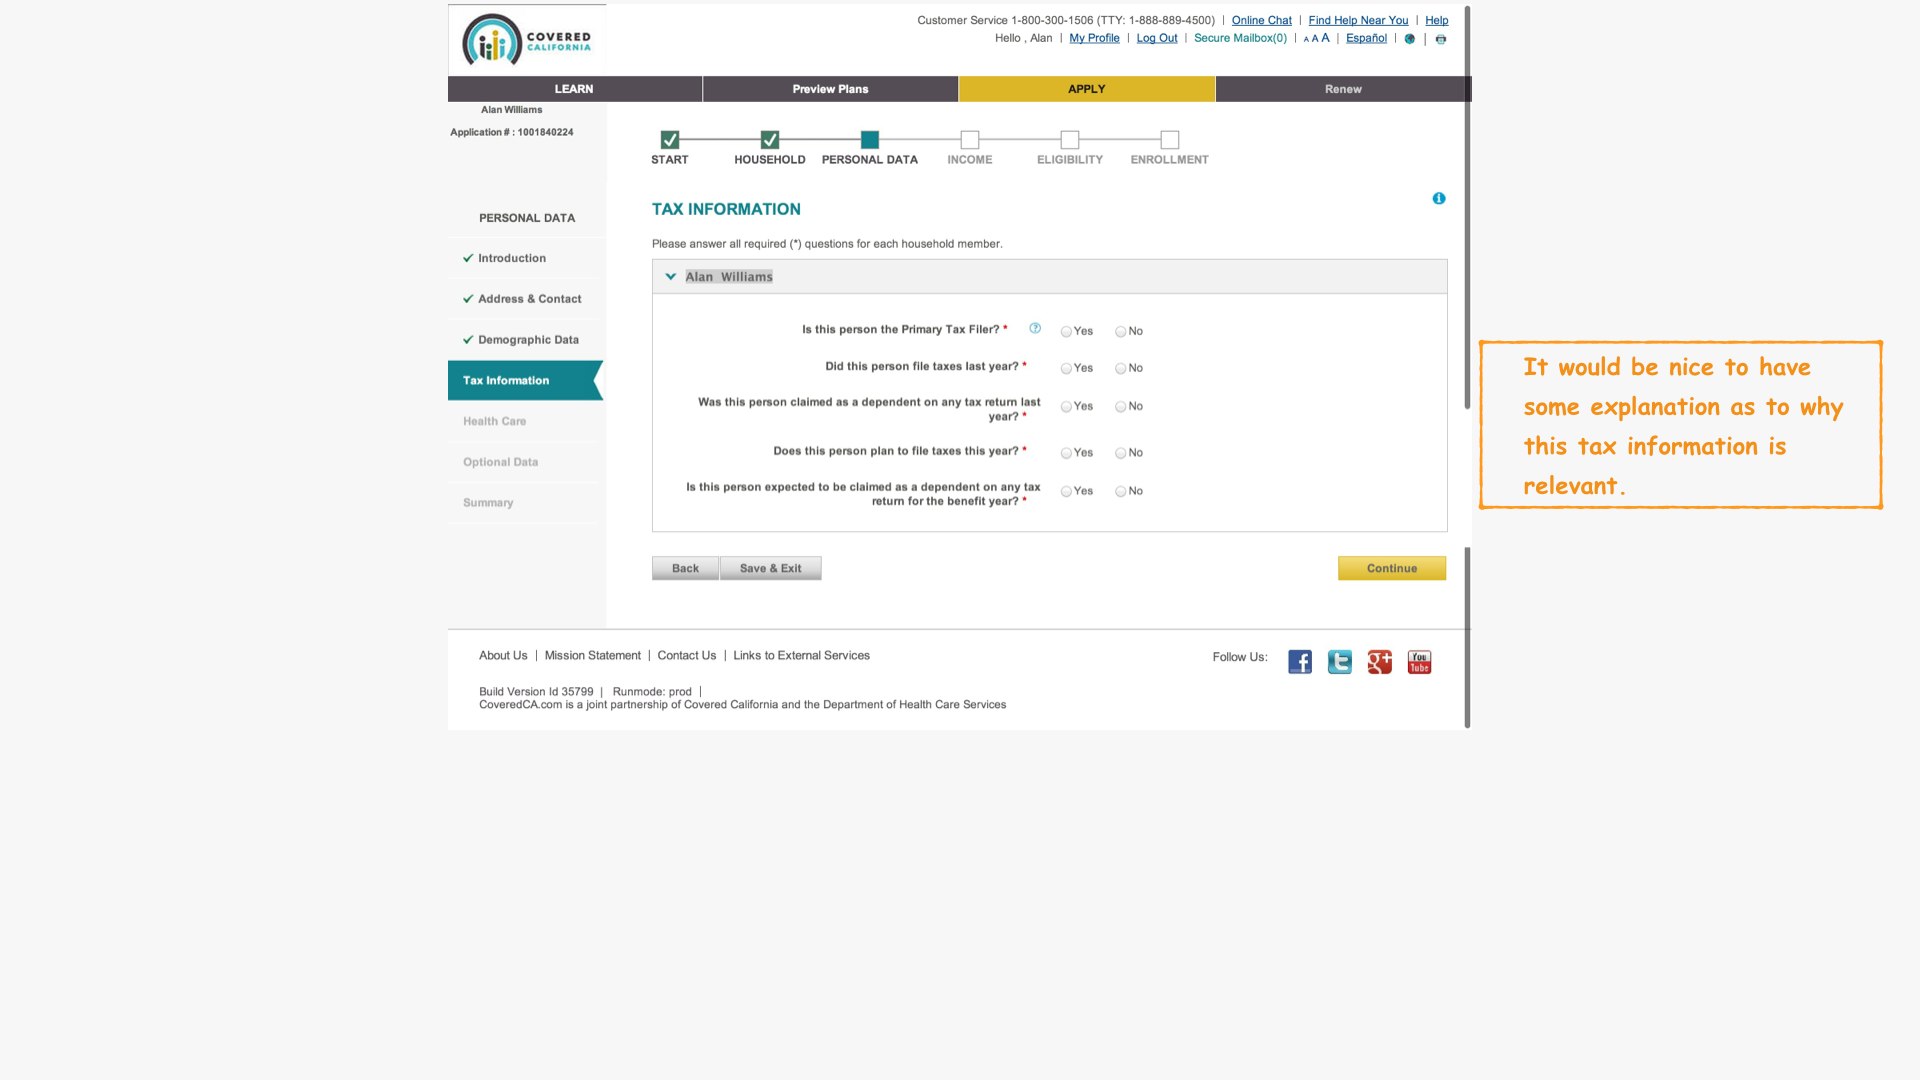 COVERED
CALIFORNIA
Customer Service 1-800-300-1506 (TTY: 1-888-889-4500) | Online Chat | Find Help Near You | Help
Hello , Alan | My Profile | Log Out | Secure Mailbox(0) | A A A | Español |
LEARN Preview Plans APPLY Renew
Alan Williams
Application # : 1001840224
START HOUSEHOLD PERSONAL DATA INCOME ELIGIBILITY ENROLLMENT
PERSONAL DATA
Introduction
Address & Contact
Demographic Data
Tax Information
Health Care
Optional Data
Summary
TAX INFORMATION
Please answer all required (*) questions for each household member.
Alan Williams
Is this person the Primary Tax Filer? * ? Yes No
Did this person file taxes last year? * Yes No
Was this person claimed as a dependent on any tax return last
year? * Yes No
Does this person plan to file taxes this year? * Yes No
Is this person expected to be claimed as a dependent on any tax
return for the benefit year? * Yes No
Back Save & Exit Continue
It would be nice to have
some explanation as to why
this tax information is
relevant.
About Us | Mission Statement | Contact Us | Links to External Services
Follow Us:
You
Tube
Build Version Id 35799 | Runmode: prod |
CoveredCA.com is a joint partnership of Covered California and the Department of Health Care Services